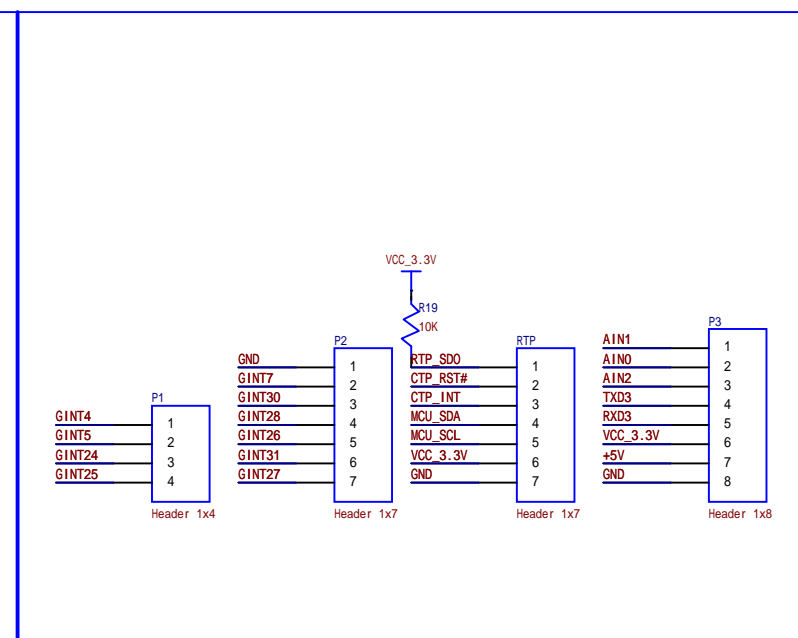 VCC_3.3V
R19
10K
P1
GINT4 1
GINT5 2
GINT24 3
GINT25 4
Header 1x4
P2
GND 1
GINT7 2
GINT30 3
GINT28 4
GINT26 5
GINT31 6
GINT27 7
Header 1x7
RTP
RTP_SDO 1
CTP_RST# 2
CTP_INT 3
MCU_SDA 4
MCU_SCL 5
VCC_3.3V 6
GND 7
Header 1x7
P3
AIN1 1
AIN0 2
AIN2 3
TXD3 4
RXD3 5
VCC_3.3V 6
+5V 7
GND 8
Header 1x8